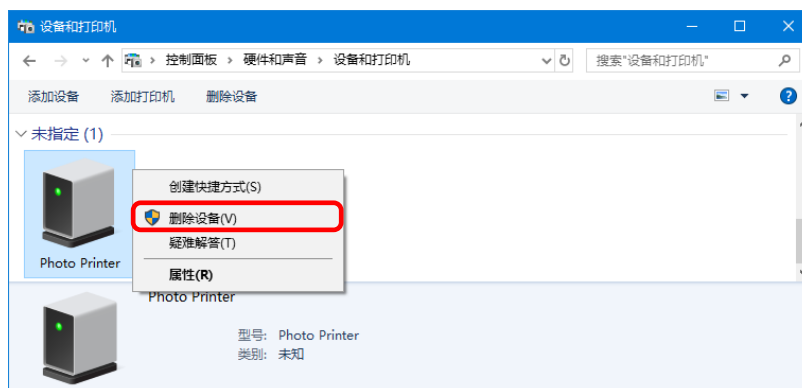 设备和打印机
控制面板 › 硬件和声音 › 设备和打印机
搜索"设备和打印机"
添加设备 添加打印机 删除设备
未指定 (1)
创建快捷方式(S)
删除设备(V)
疑难解答(T)
属性(R)
Photo Printer
Photo Printer
型号: Photo Printer
类别: 未知